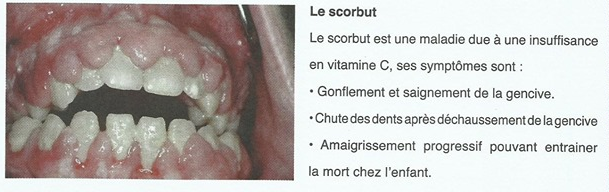 Le scorbut
Le scorbut est une maladie due à une insuffisance
en vitamine C, ses symptômes sont :
• Gonflement et saignement de la gencive.
• Chute des dents après déchaussement de la gencive
• Amaigrissement progressif pouvant entrainer
la mort chez l'enfant.